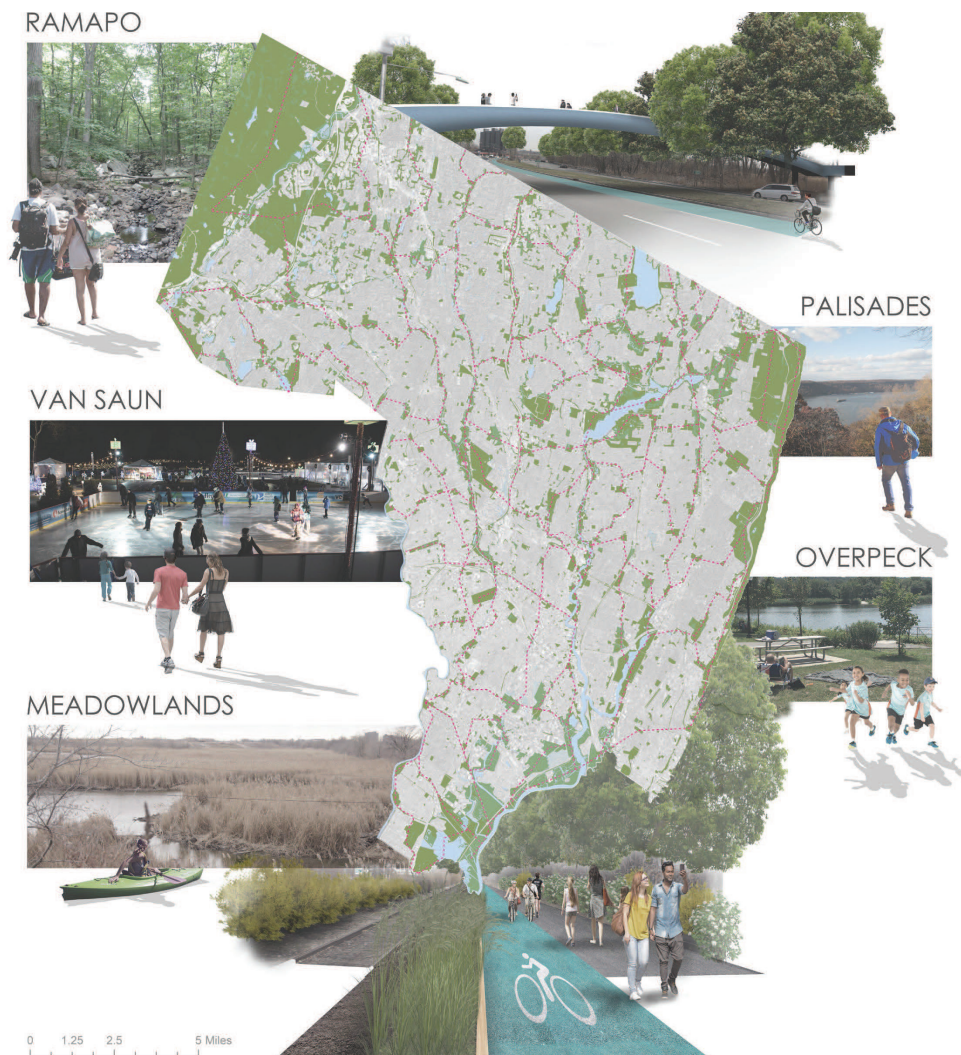 RAMAPO
PALISADES
VAN SAUN
OVERPECK
MEADOWLANDS
0 1.25 2.5 5 Miles